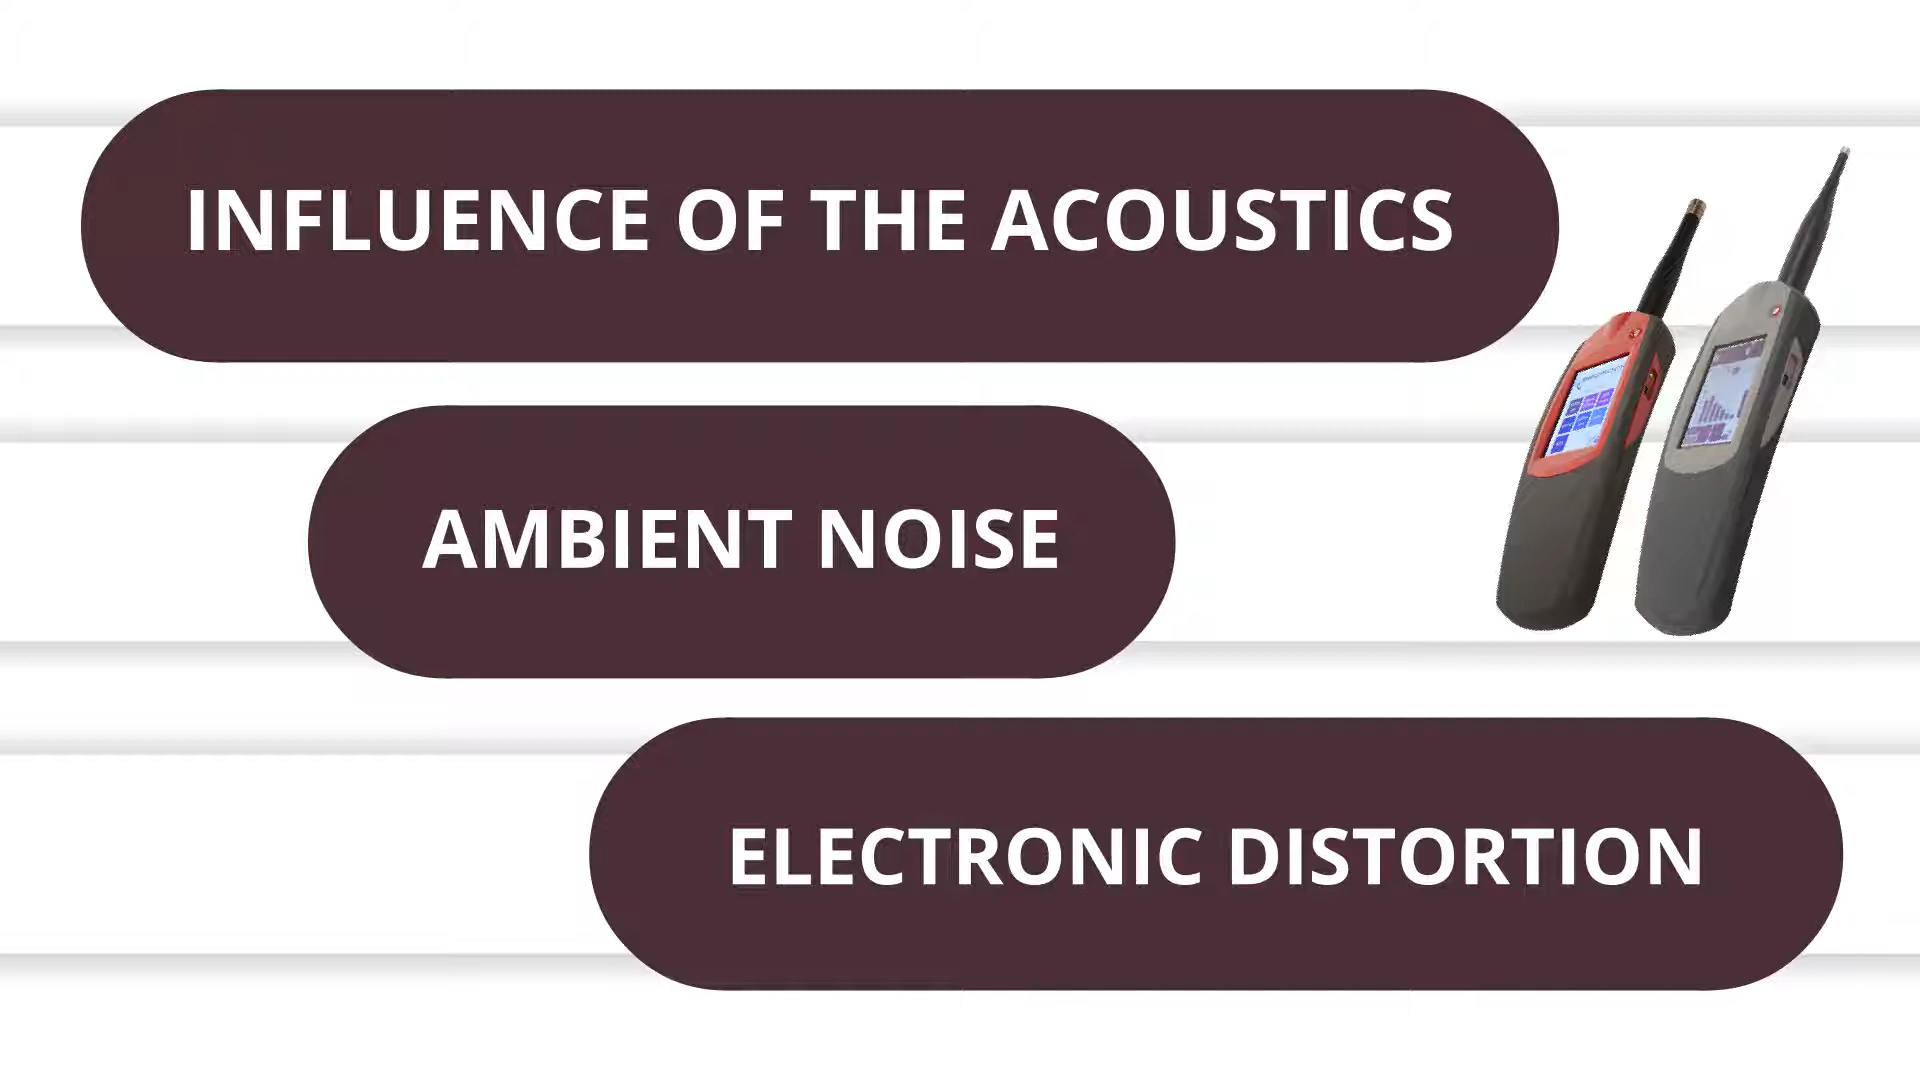 INFLUENCE OF THE ACOUSTICS
AMBIENT NOISE
ELECTRONIC DISTORTION